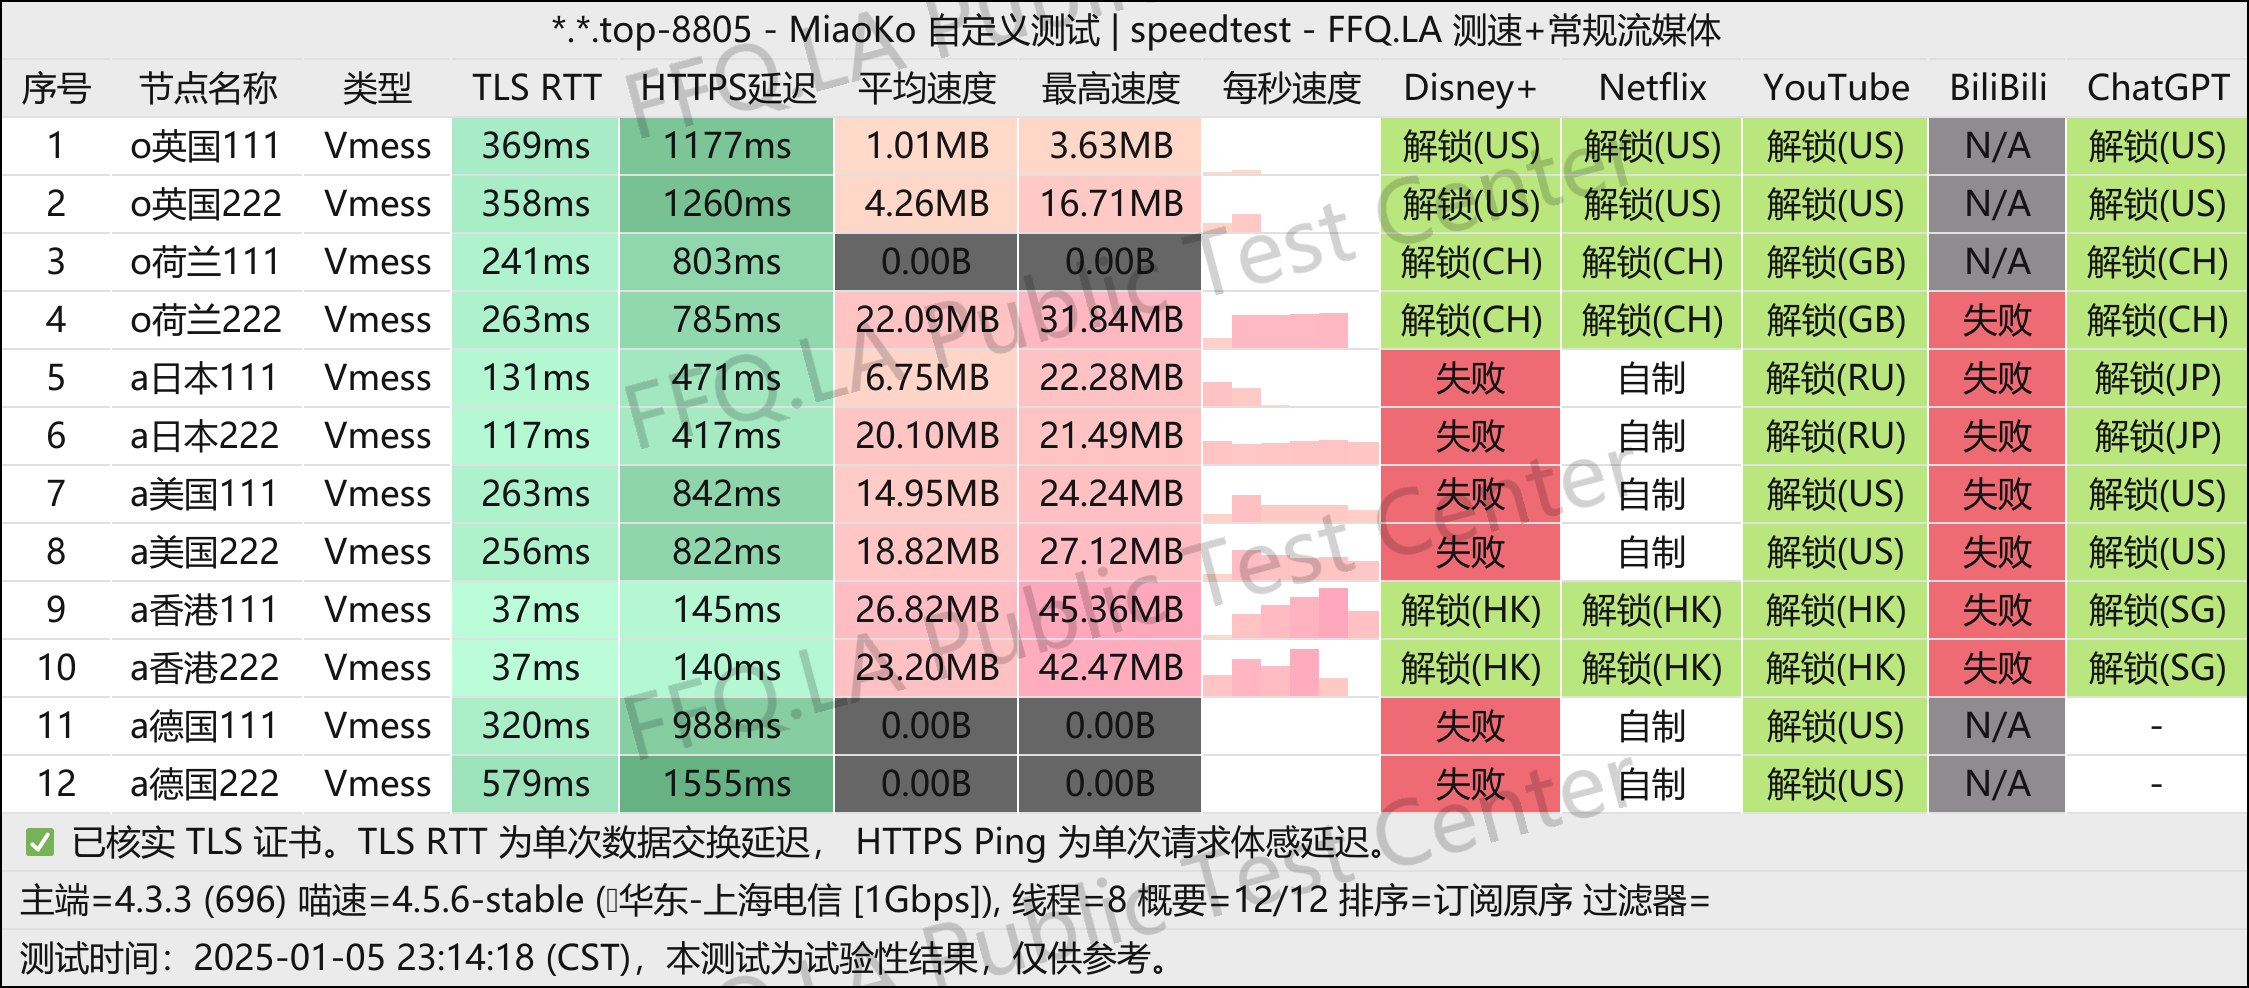 *.*.top-8805 - MiaoKo 自定义测试 | speedtest - FFQ.LA 测速+常规流媒体
序号 节点名称 类型 TLS RTT HTTPS延迟 平均速度 最高速度 每秒速度 Disney+ Netflix YouTube BiliBili ChatGPT
1 o英国111 Vmess 369ms 1177ms 1.01MB 3.63MB 解锁(US) 解锁(US) 解锁(US) N/A 解锁(US)
2 o英国222 Vmess 358ms 1260ms 4.26MB 16.71MB 解锁(US) 解锁(US) 解锁(US) N/A 解锁(US)
3 o荷兰111 Vmess 241ms 803ms 0.00B 0.00B 解锁(CH) 解锁(CH) 解锁(GB) N/A 解锁(CH)
4 o荷兰222 Vmess 263ms 785ms 22.09MB 31.84MB 解锁(CH) 解锁(CH) 解锁(GB) 失败 解锁(CH)
5 a日本111 Vmess 131ms 471ms 6.75MB 22.28MB 失败 自制 解锁(RU) 失败 解锁(JP)
6 a日本222 Vmess 117ms 417ms 20.10MB 21.49MB 失败 自制 解锁(RU) 失败 解锁(JP)
7 a美国111 Vmess 263ms 842ms 14.95MB 24.24MB 失败 自制 解锁(US) 失败 解锁(US)
8 a美国222 Vmess 256ms 822ms 18.82MB 27.12MB 失败 自制 解锁(US) 失败 解锁(US)
9 a香港111 Vmess 37ms 145ms 26.82MB 45.36MB 解锁(HK) 解锁(HK) 解锁(HK) 失败 解锁(SG)
10 a香港222 Vmess 37ms 140ms 23.20MB 42.47MB 解锁(HK) 解锁(HK) 解锁(HK) 失败 解锁(SG)
11 a德国111 Vmess 320ms 988ms 0.00B 0.00B 失败 自制 解锁(US) N/A -
12 a德国222 Vmess 579ms 1555ms 0.00B 0.00B 失败 自制 解锁(US) N/A -
✅ 已核实 TLS 证书。TLS RTT 为单次数据交换延迟， HTTPS Ping 为单次请求体感延迟。
主端=4.3.3 (696) 喵速=4.5.6-stable (华东-上海电信 [1Gbps]), 线程=8 概要=12/12 排序=订阅原序 过滤器=
测试时间：2025-01-05 23:14:18 (CST)，本测试为试验性结果，仅供参考。
FFQ.LA Public Test Center
FFQ.LA Public Test Center
FFQ.LA Public Test Center